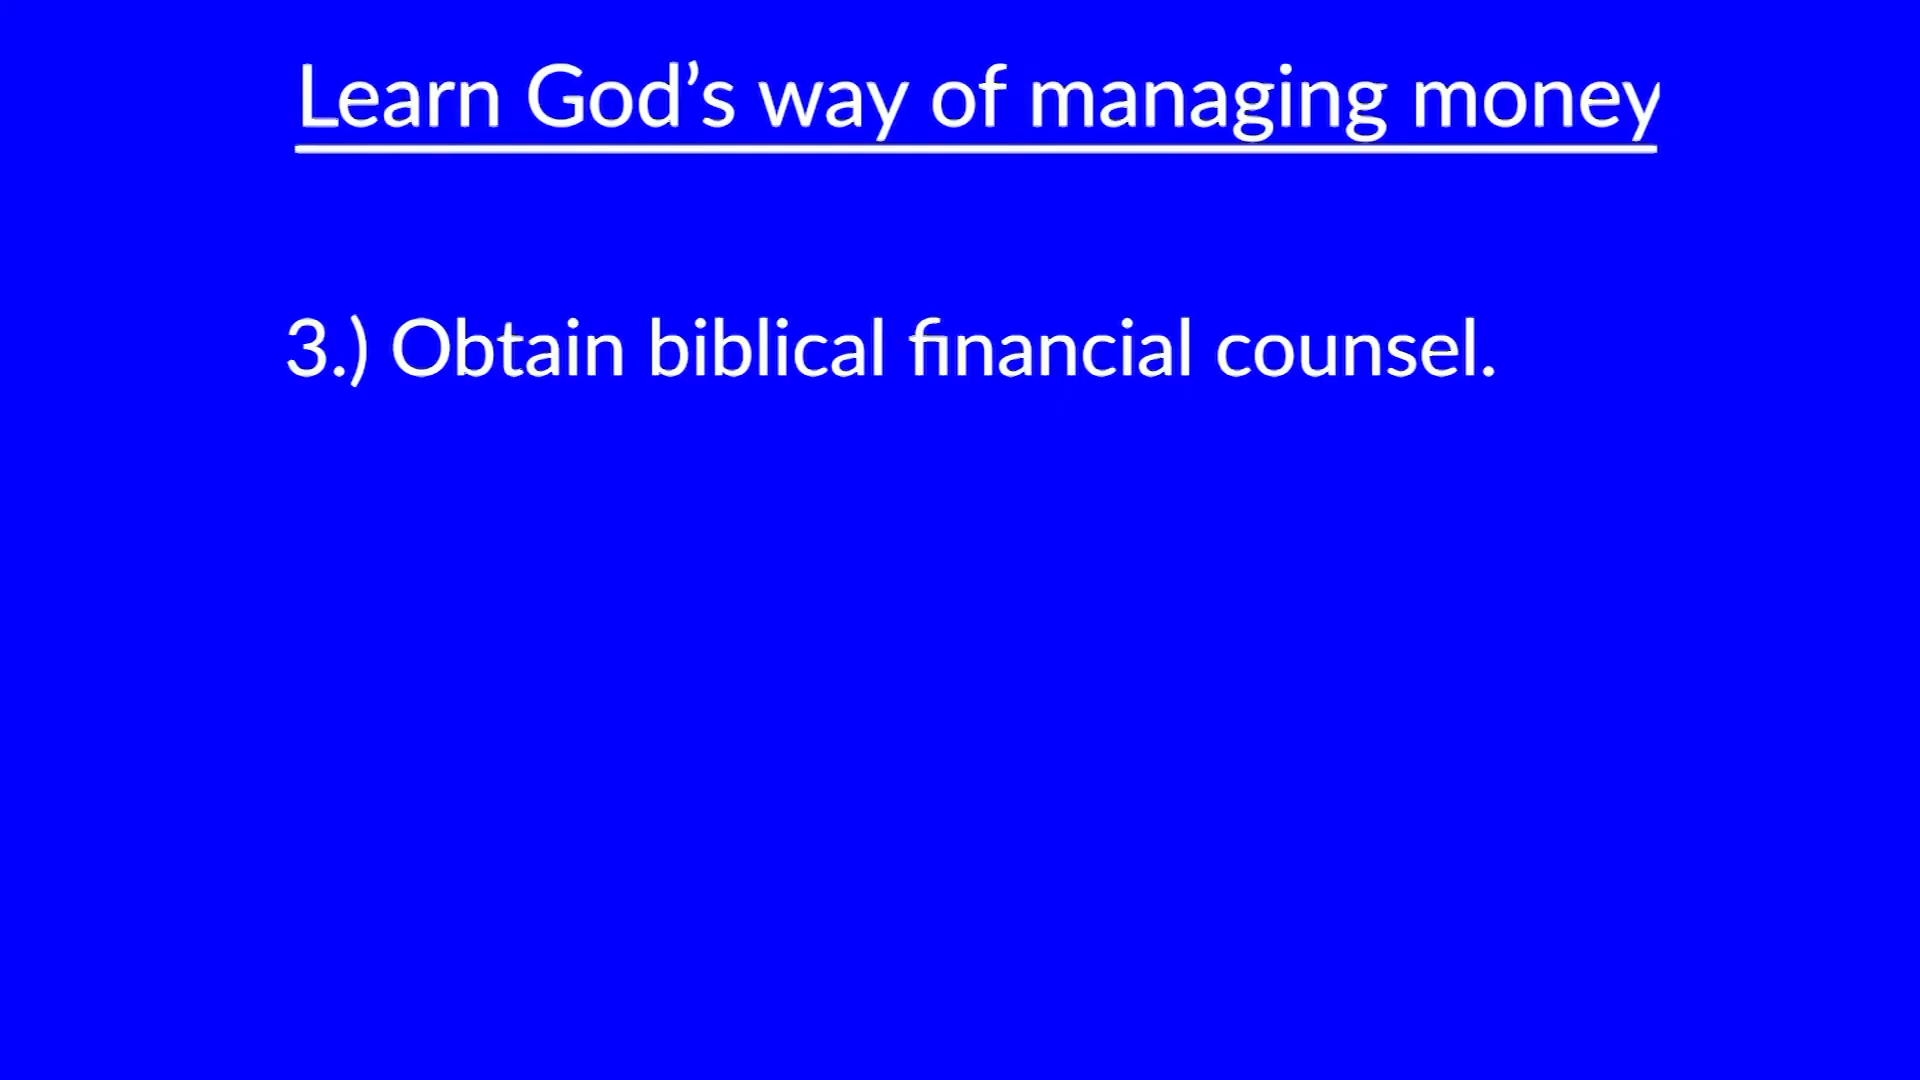 Learn God’s way of managing money
3.) Obtain biblical financial counsel.